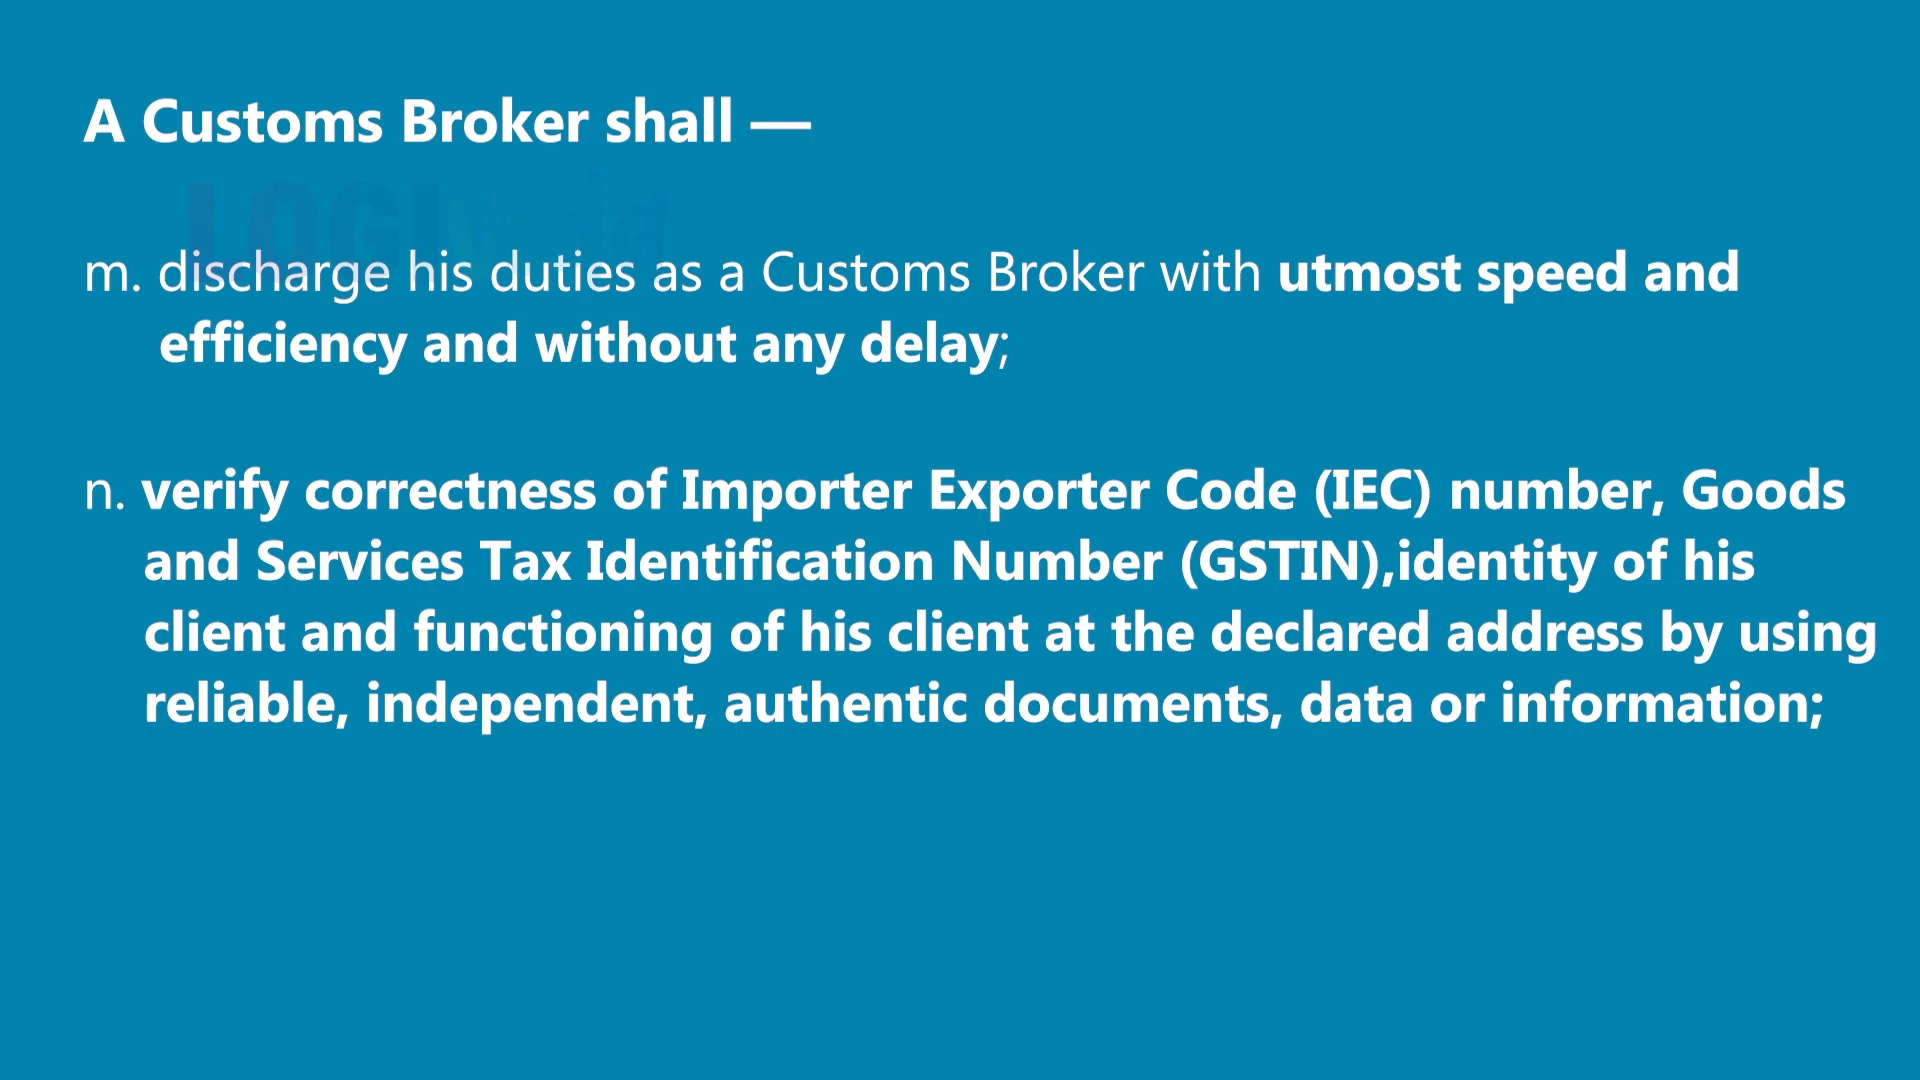 A Customs Broker shall —
LOGI
m. discharge his duties as a Customs Broker with utmost speed and
efficiency and without any delay;
n. verify correctness of Importer Exporter Code (IEC) number, Goods
and Services Tax Identification Number (GSTIN),identity of his
client and functioning of his client at the declared address by using
reliable, independent, authentic documents, data or information;